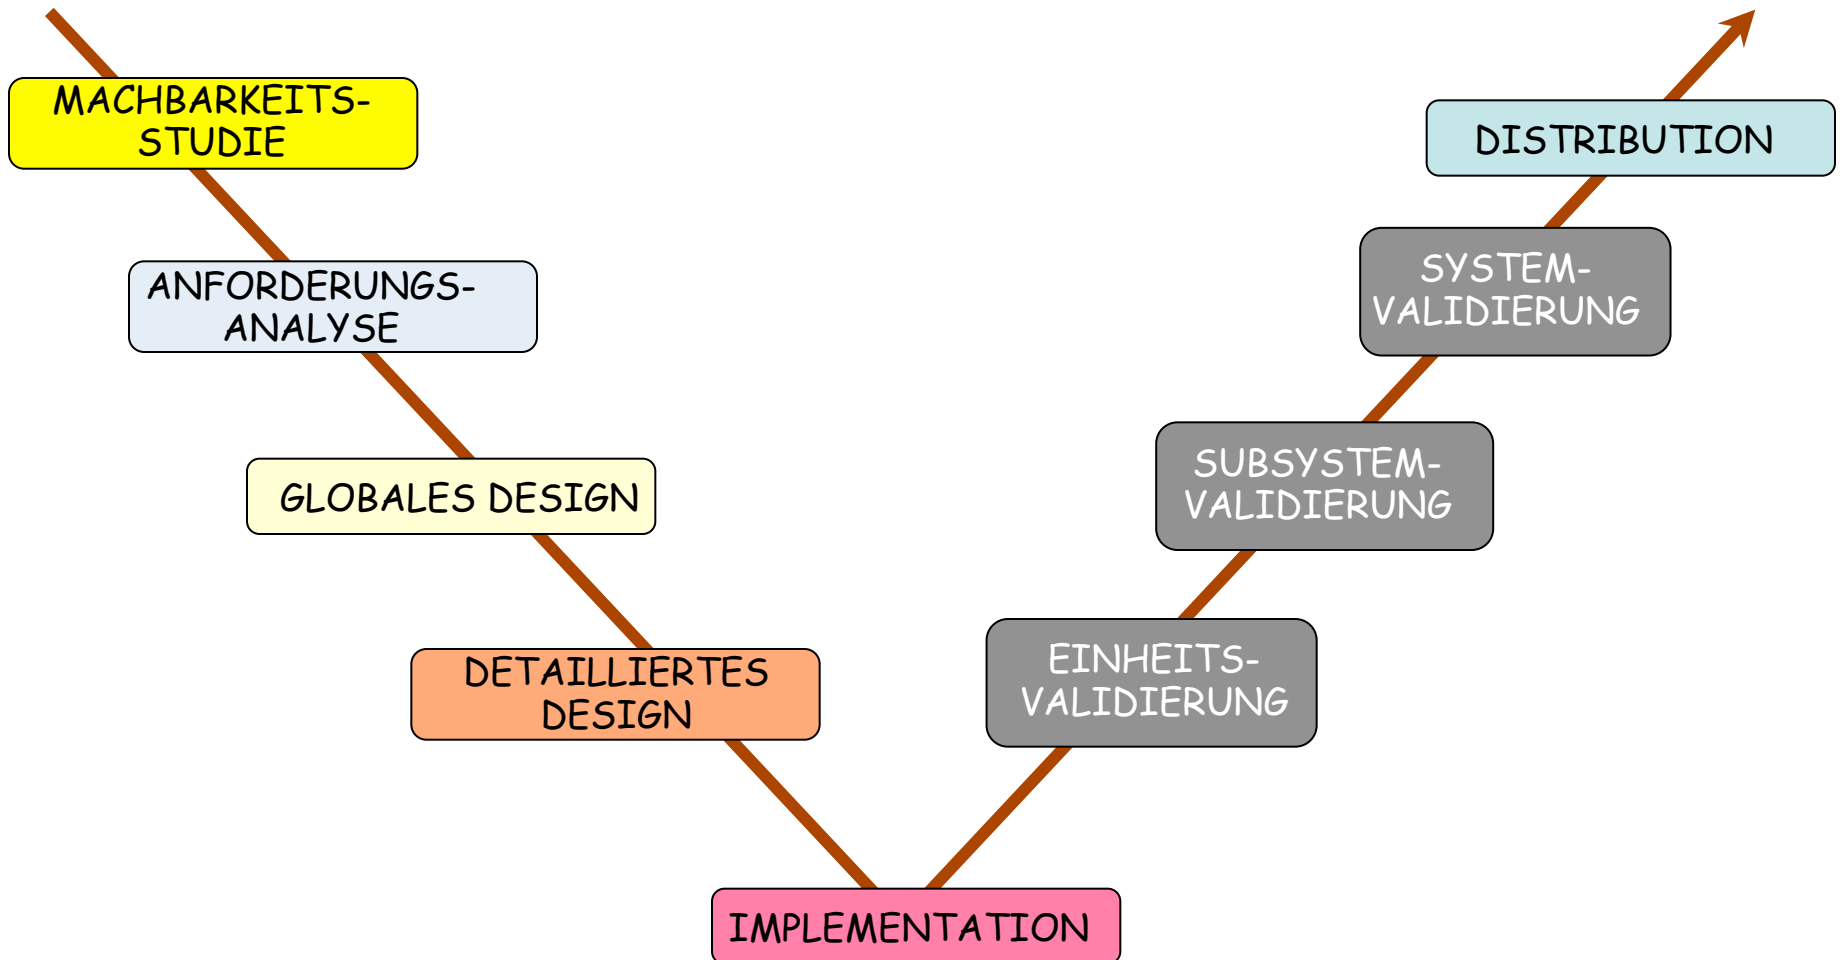 MACHBARKEITS-
STUDIE
DISTRIBUTION
SYSTEM-
VALIDIERUNG
ANFORDERUNGS-
ANALYSE
SUBSYSTEM-
VALIDIERUNG
GLOBALES DESIGN
EINHEITS-
VALIDIERUNG
DETAILLIERTES
DESIGN
IMPLEMENTATION